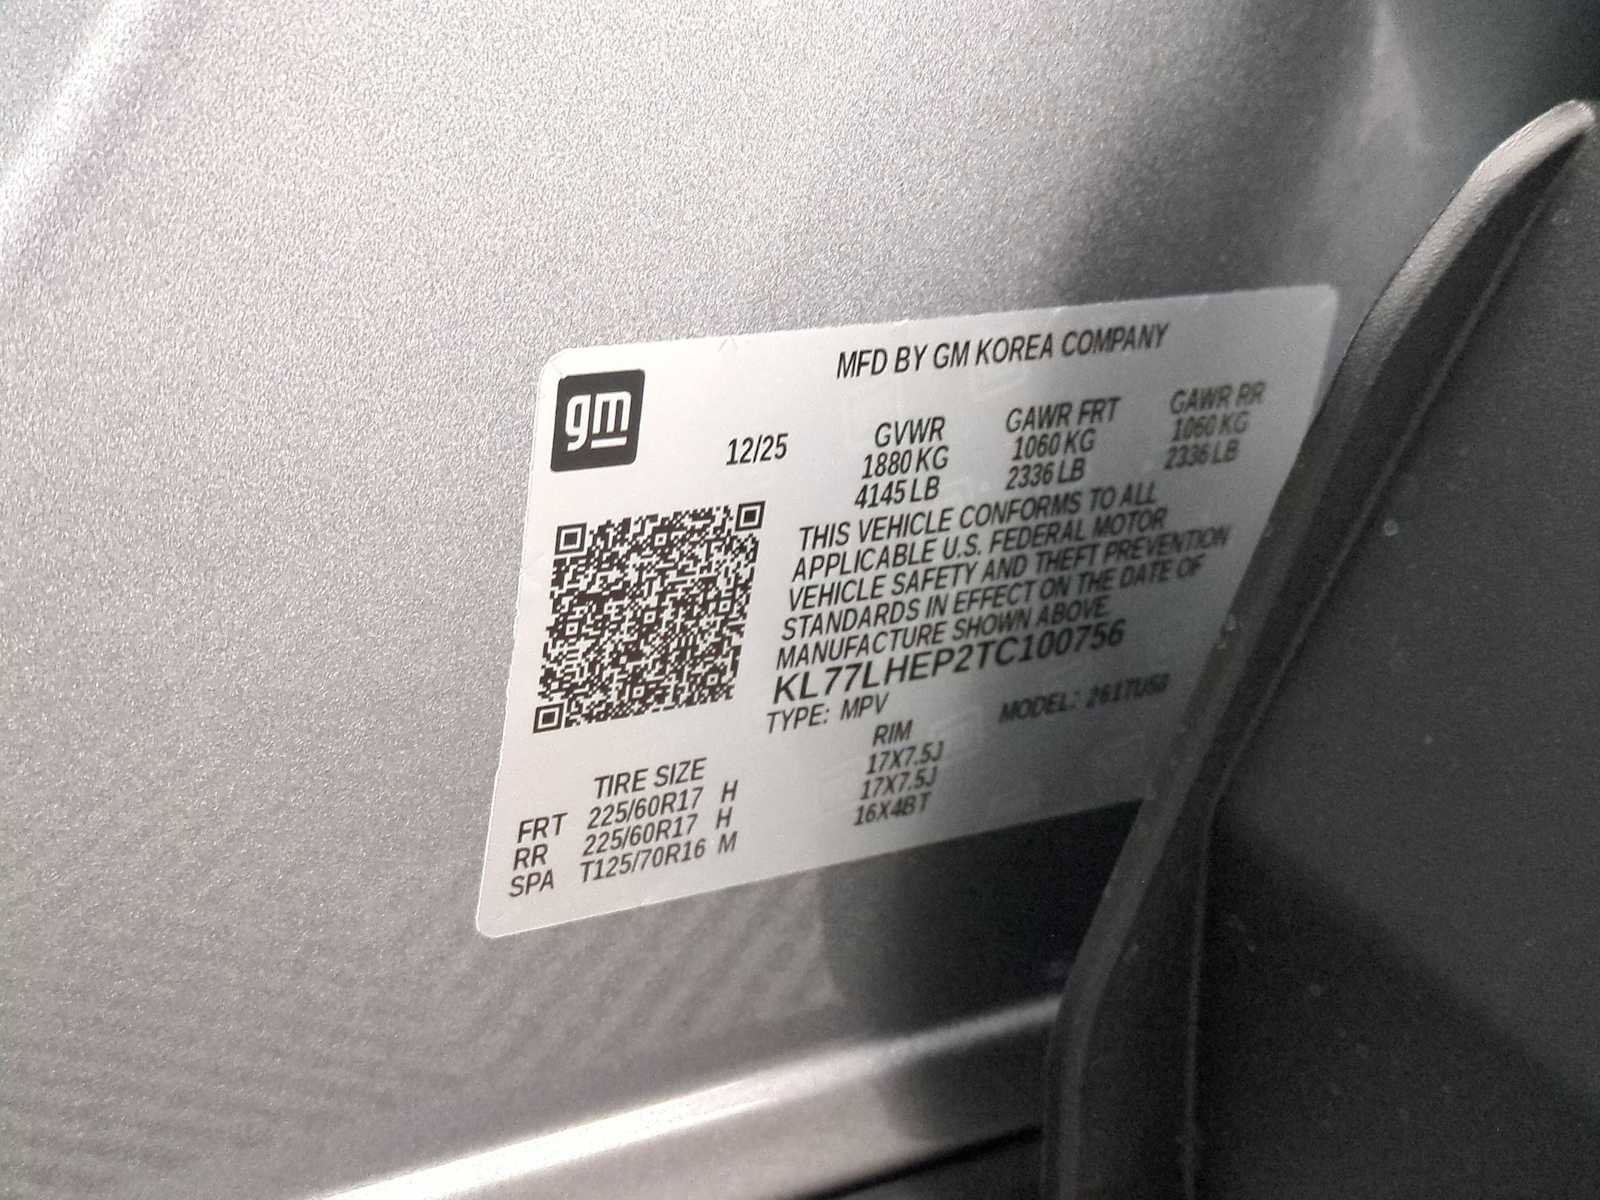 MFD BY GM KOREA COMPANY
gm
12/25
GVWR GAWR FRT GAWR RR
1880 KG 1060 KG 1060 KG
4145 LB 2336 LB 2336 LB
THIS VEHICLE CONFORMS TO ALL
APPLICABLE U.S. FEDERAL MOTOR
VEHICLE SAFETY AND THEFT PREVENTION
STANDARDS IN EFFECT ON THE DATE OF
MANUFACTURE SHOWN ABOVE
KL77LHEP2TC100756
TYPE: MPV MODEL:
TIRE SIZE RIM
FRT 225/60R17 H 17X7.5J
RR 225/60R17 H 17X7.5J
SPA T125/70R16 M 16X4BT